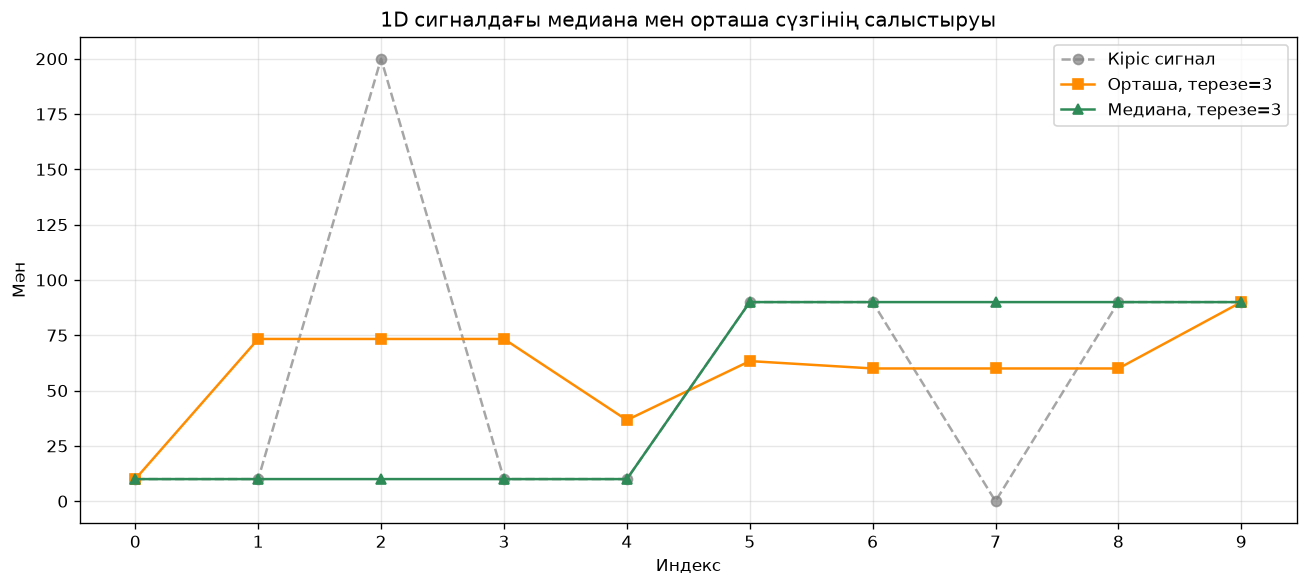 1D сигналдағы медиана мен орташа сүзгінің салыстыруы
Кіріс сигнал
Орташа, терезе=3
Медиана, терезе=3
Мән
200
175
150
125
100
75
50
25
0
0 1 2 3 4 5 6 7 8 9
Индекс